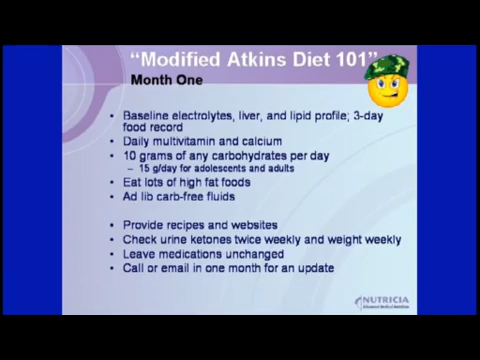 "Modified Atkins Diet 101"
Month One
• Baseline electrolytes, liver, and lipid profile; 3-day
food record
• Daily multivitamin and calcium
• 10 grams of any carbohydrates per day
– 15 g/day for adolescents and adults
• Eat lots of high fat foods
• Ad lib carb-free fluids
• Provide recipes and websites
• Check urine ketones twice weekly and weight weekly
• Leave medications unchanged
• Call or email in one month for an update
NUTRICIA
Advanced Medical Nutrition